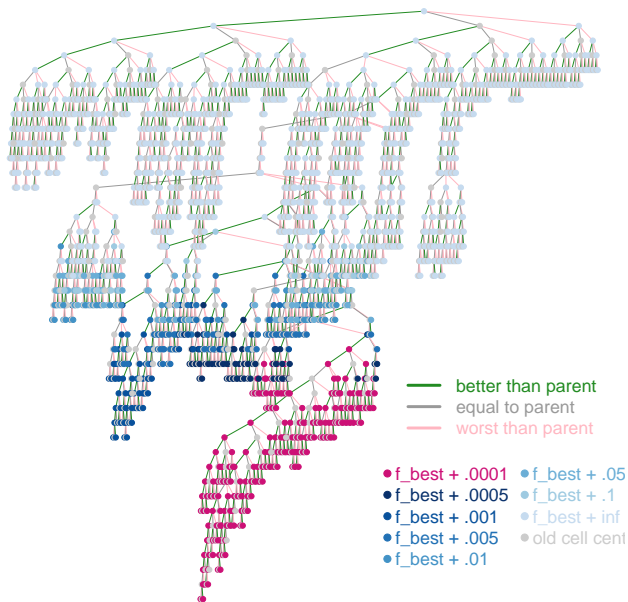 better than parent
equal to parent
worst than parent
f_best + .0001
f_best + .0005
f_best + .001
f_best + .005
f_best + .01
f_best + .05
f_best + .1
f_best + inf
old cell cent